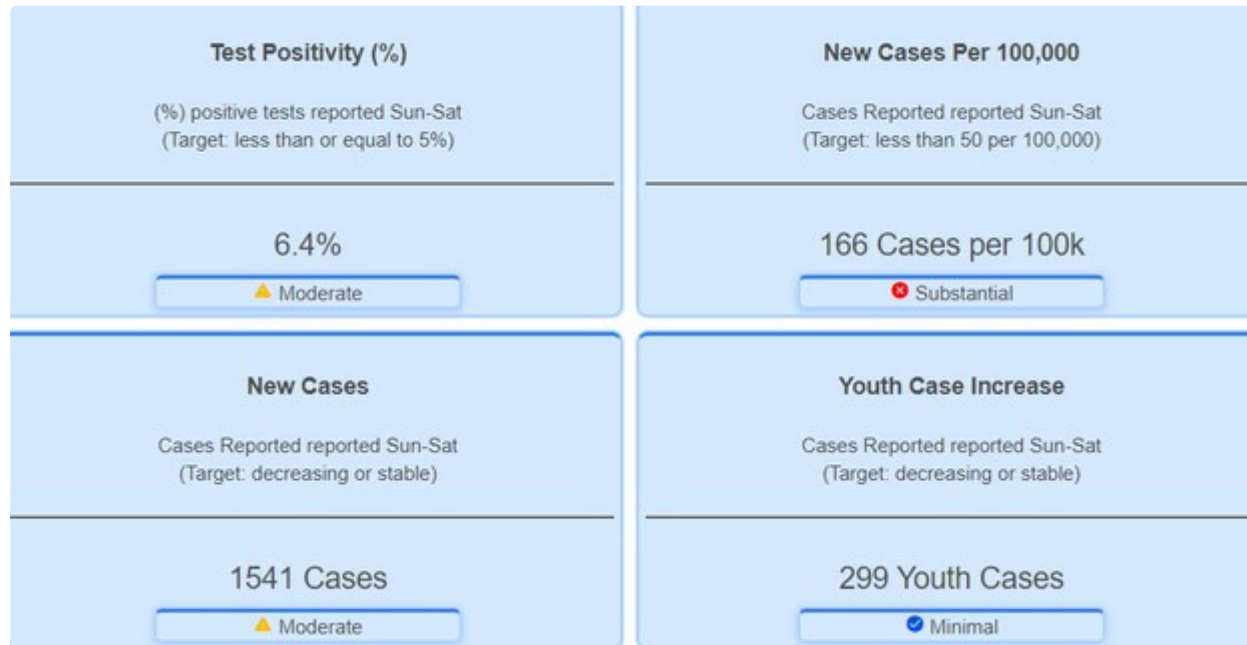 Test Positivity (%)
(%) positive tests reported Sun-Sat
(Target: less than or equal to 5%)
6.4%
Moderate
New Cases Per 100,000
Cases Reported reported Sun-Sat
(Target: less than 50 per 100,000)
166 Cases per 100k
Substantial
New Cases
Cases Reported reported Sun-Sat
(Target: decreasing or stable)
1541 Cases
Moderate
Youth Case Increase
Cases Reported reported Sun-Sat
(Target: decreasing or stable)
299 Youth Cases
Minimal